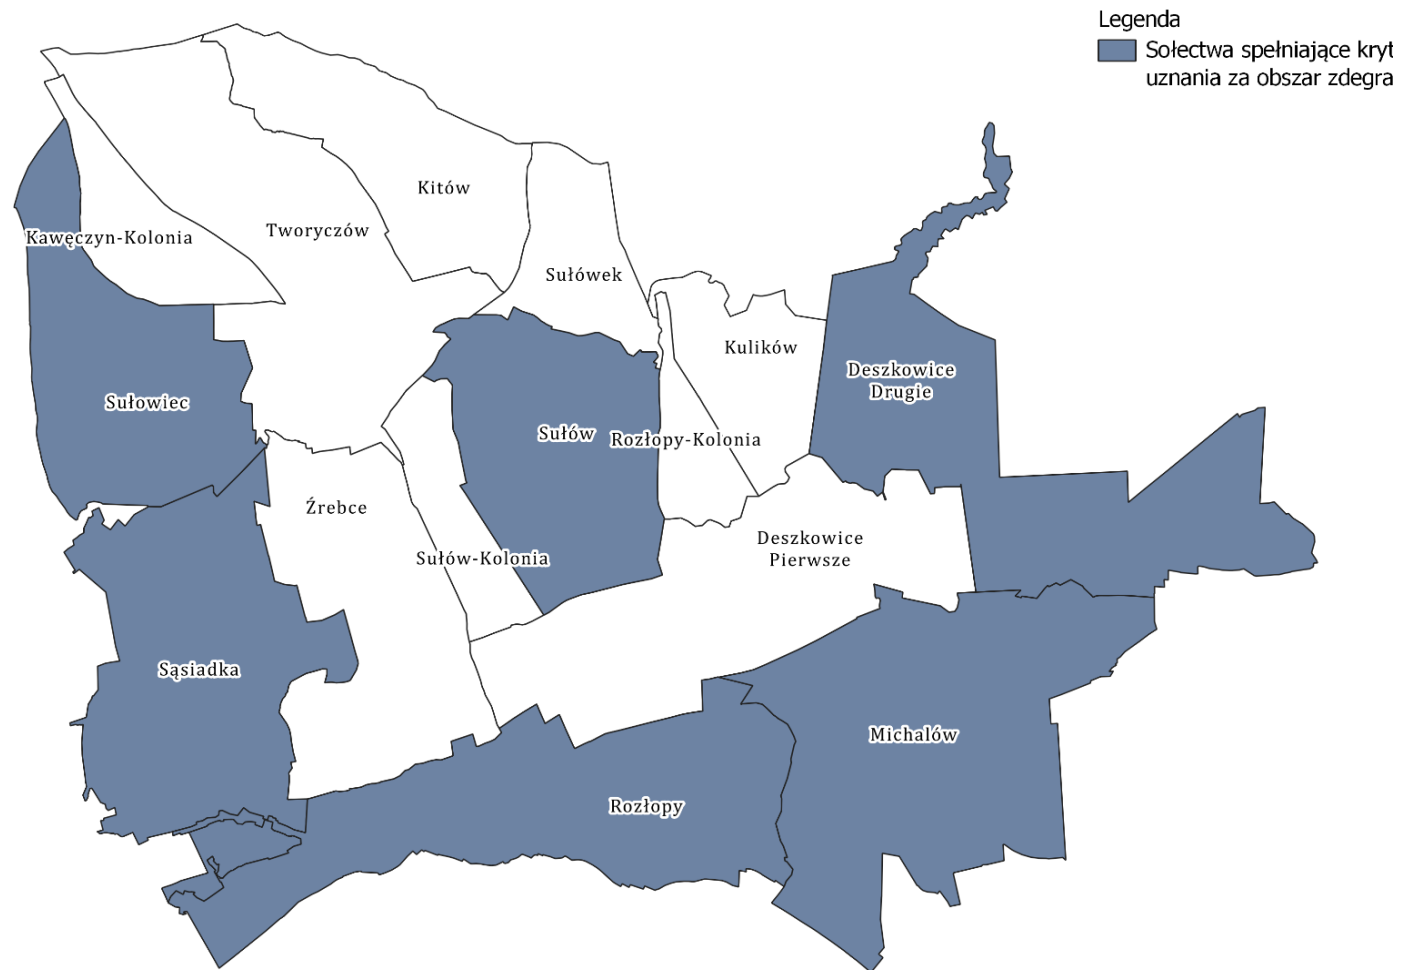 Legenda
Sołectwa spełniające kryt
uznania za obszar zdegra
Kitów
Tworyczów
Kawęczyn-Kolonia
Sułówek
Kulików
Deszkowice
Drugie
Sułowiec
Sułów
Rozłopy-Kolonia
Źrebce
Deszkowice
Pierwsze
Sułów-Kolonia
Sąsiadka
Michalów
Rozłopy